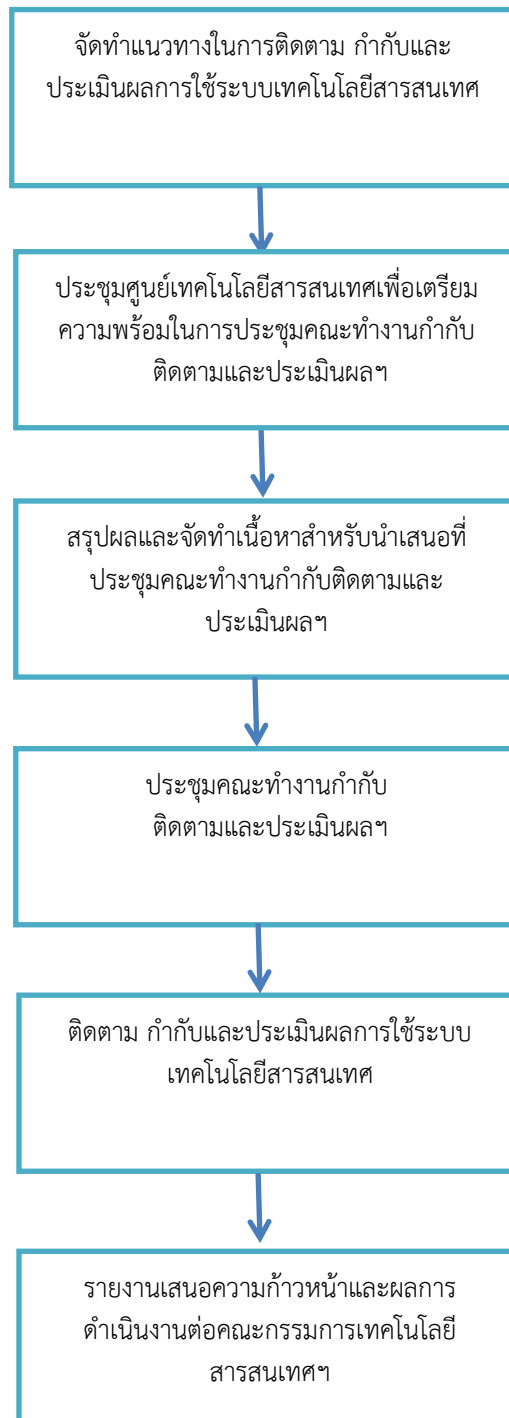 จัดทำแนวทางในการติดตาม กำกับและ
ประเมินผลการใช้ระบบเทคโนโลยีสารสนเทศ
ประชุมศูนย์เทคโนโลยีสารสนเทศเพื่อเตรียม
ความพร้อมในการประชุมคณะทำงานกำกับ
ติดตามและประเมินผลฯ
สรุปผลและจัดทำเนื้อหาสำหรับนำเสนอที่
ประชุมคณะทำงานกำกับติดตามและ
ประเมินผลฯ
ประชุมคณะทำงานกำกับ
ติดตามและประเมินผลฯ
ติดตาม กำกับและประเมินผลการใช้ระบบ
เทคโนโลยีสารสนเทศ
รายงานเสนอความก้าวหน้าและผลการ
ดำเนินงานต่อคณะกรรมการเทคโนโลยี
สารสนเทศฯ